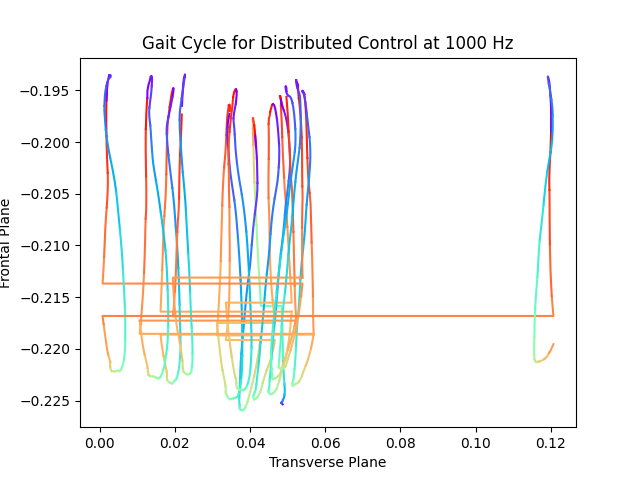 Gait Cycle for Distributed Control at 1000 Hz
−0.195
−0.200
−0.205
−0.210
−0.215
−0.220
−0.225
Frontal Plane
0.00 0.02 0.04 0.06 0.08 0.10 0.12
Transverse Plane